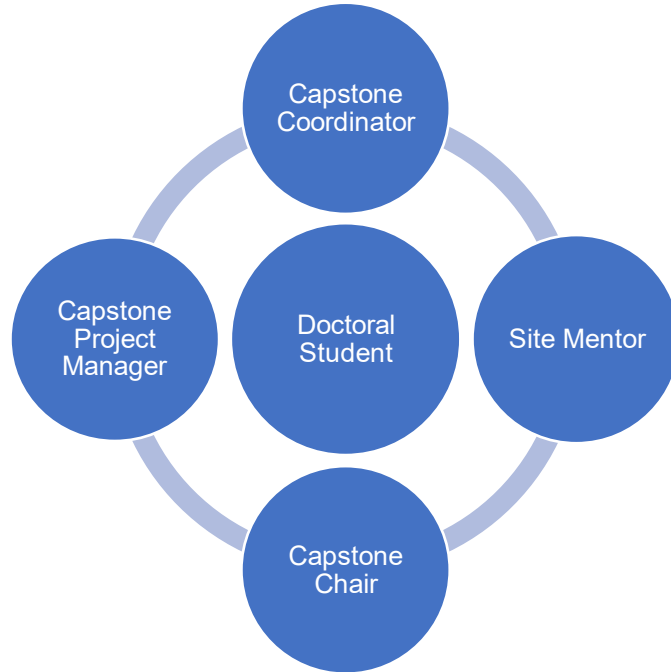 Capstone
Coordinator
Capstone
Project
Manager
Doctoral
Student
Site Mentor
Capstone
Chair